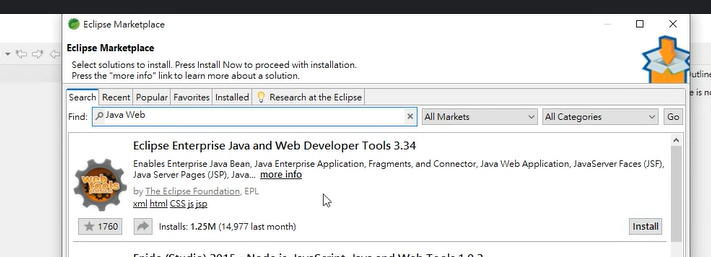 Eclipse Marketplace
Eclipse Marketplace
Select solutions to install. Press Install Now to proceed with installation.
Press the "more info" link to learn more about a solution.
Search Recent Popular Favorites Installed Research at the Eclipse
Find: Java Web All Markets All Categories Go
Eclipse Enterprise Java and Web Developer Tools 3.34
Enables Enterprise Java Bean, Java Enterprise Application, Fragments, and Connector, Java Web Application, JavaServer Faces (JSF),
Java Server Pages (JSP), Java... more info
by The Eclipse Foundation, EPL
xml html CSS js jsp
1760 Installs: 1.25M (14,977 last month) Install
web tools